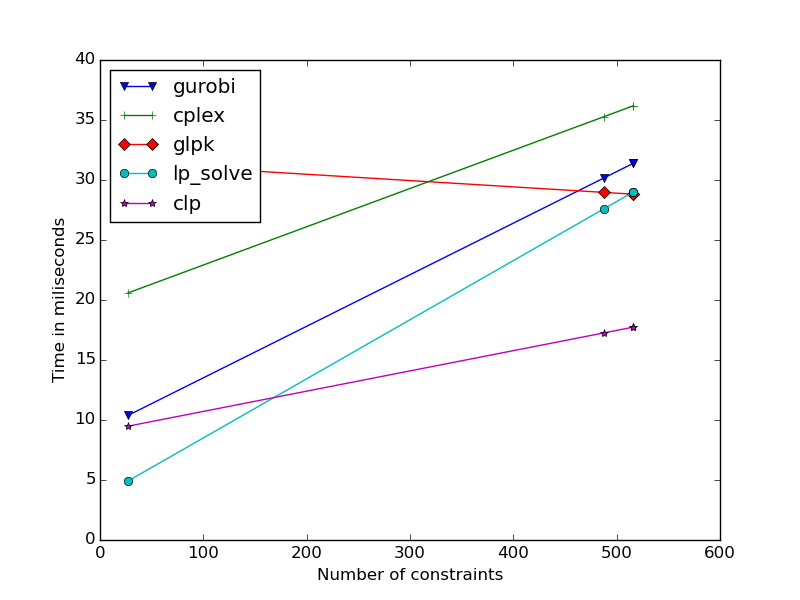 40
35
30
25
20
15
10
5
0
gurobi
cplex
glpk
lp_solve
clp
Time in miliseconds
0 100 200 300 400 500 600
Number of constraints